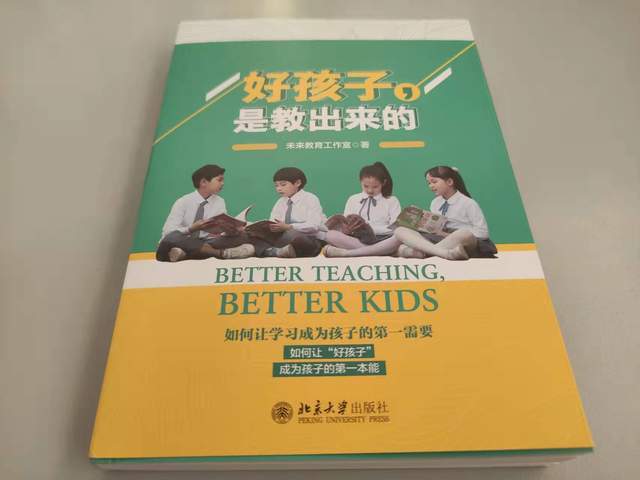 好孩子，
是教出来的
未来教育工作室◎著
BETTER TEACHING,
BETTER KIDS
如何让学习成为孩子的第一需要
如何让“好孩子”
成为孩子的第一本能
北京大学出版社
PEKING UNIVERSITY PRESS